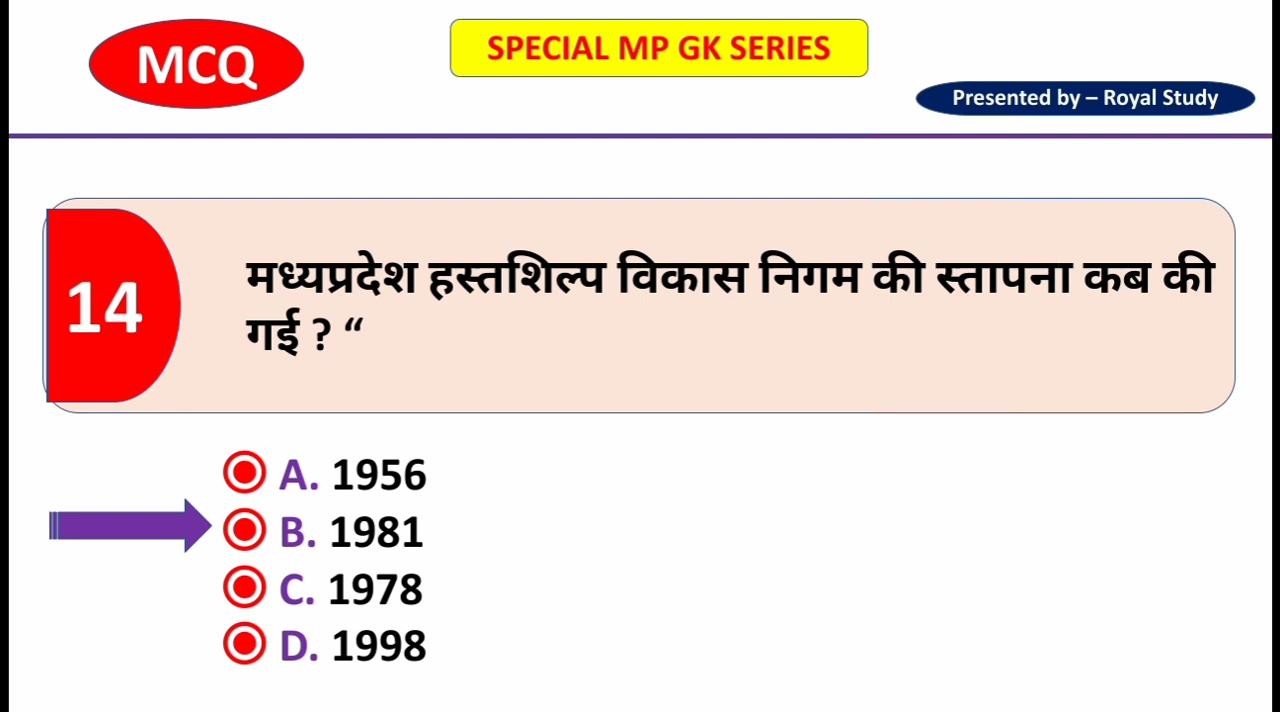 MCQ
SPECIAL MP GK SERIES
Presented by – Royal Study
14
मध्यप्रदेश हस्तशिल्प विकास निगम की स्तापना कब की
गई ? “
A. 1956
B. 1981
C. 1978
D. 1998